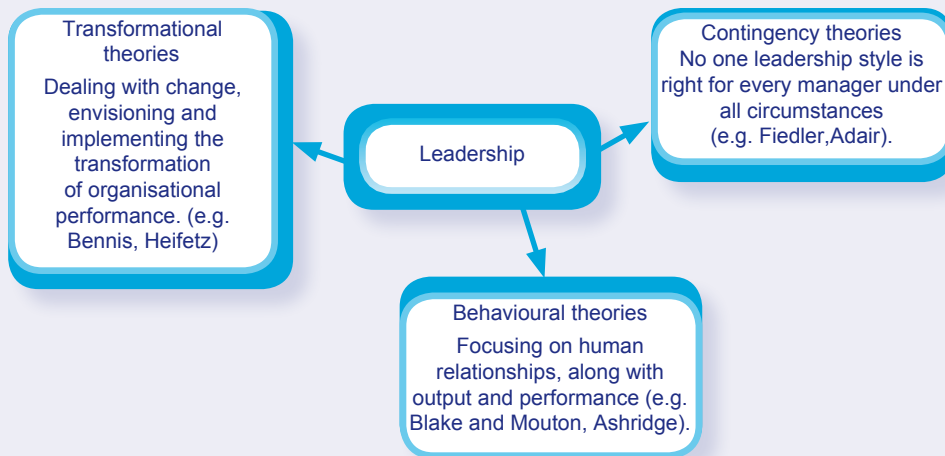 Transformational
theories
Dealing with change,
envisioning and
implementing the
transformation
of organisational
performance. (e.g.
Bennis, Heifetz)
Leadership
Contingency theories
No one leadership style is
right for every manager under
all circumstances
(e.g. Fiedler,Adair).
Behavioural theories
Focusing on human
relationships, along with
output and performance (e.g.
Blake and Mouton, Ashridge).